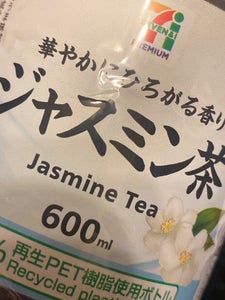 7
SEVEN&i
PREMIUM
華やかにひろがる香り
ジャスミン茶
Jasmine Tea
600ml
%再生PET樹脂使用ボトル
Recycled plastic